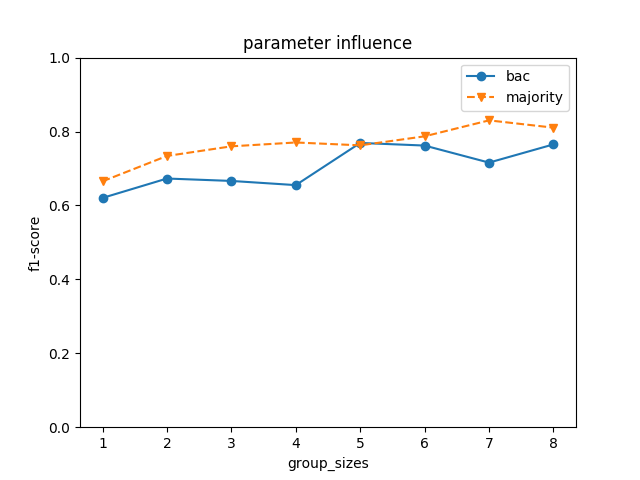 parameter influence
bac
majority
1.0
0.8
0.6
0.4
0.2
0.0
f1-score
1 2 3 4 5 6 7 8
group_sizes